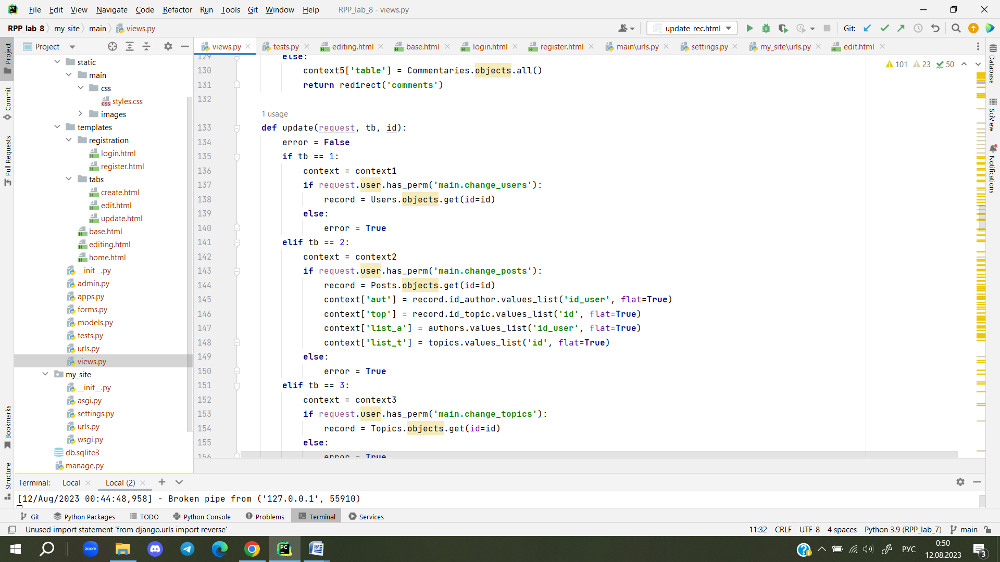 File Edit View Navigate Code Refactor Run Tools Git Window Help RPP_lab_8 - views.py
RPP_lab_8 my_site main views.py update_rec.html Git:
Project views.py tests.py editing.html base.html login.html register.html main\urls.py settings.py my_site\urls.py edit.html
Project
Commit
Pull Requests
Bookmarks
Structure
static
main
css
styles.css
images
templates
registration
login.html
register.html
tabs
create.html
edit.html
update.html
base.html
editing.html
home.html
__init__.py
admin.py
apps.py
forms.py
models.py
tests.py
urls.py
views.py
my_site
__init__.py
asgi.py
settings.py
urls.py
wsgi.py
db.sqlite3
manage.py
101 23 50
129 else:
130 context5['table'] = Commentaries.objects.all()
131 return redirect('comments')
132
1 usage
133 def update(request, tb, id):
134 error = False
135 if tb == 1:
136 context = context1
137 if request.user.has_perm('main.change_users'):
138 record = Users.objects.get(id=id)
139 else:
140 error = True
141 elif tb == 2:
142 context = context2
143 if request.user.has_perm('main.change_posts'):
144 record = Posts.objects.get(id=id)
145 context['aut'] = record.id_author.values_list('id_user', flat=True)
146 context['top'] = record.id_topic.values_list('id', flat=True)
147 context['list_a'] = authors.values_list('id_user', flat=True)
148 context['list_t'] = topics.values_list('id', flat=True)
149 else:
150 error = True
151 elif tb == 3:
152 context = context3
153 if request.user.has_perm('main.change_topics'):
154 record = Topics.objects.get(id=id)
155 else:
156 error = True
Database
SciView
Notifications
Terminal: Local Local (2)
[12/Aug/2023 00:44:48,958] - Broken pipe from ('127.0.0.1', 55910)
Git Python Packages TODO Python Console Problems Terminal Services
Unused import statement 'from django.urls import reverse' 11:32 CRLF UTF-8 4 spaces Python 3.9 (RPP_lab_7) main
zoom PC РУС 0:50
12.08.2023 3